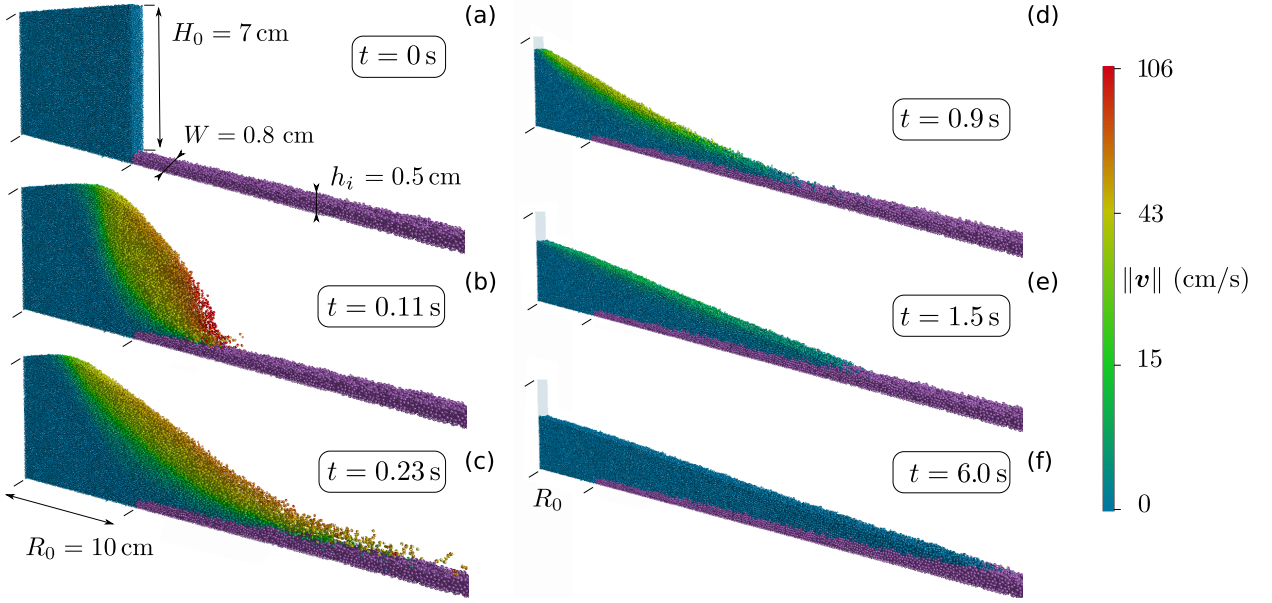 (a)
H₀ = 7 cm
t = 0 s
W = 0.8 cm
hᵢ = 0.5 cm
(b)
t = 0.11 s
(c)
t = 0.23 s
R₀ = 10 cm
(d)
t = 0.9 s
(e)
t = 1.5 s
(f)
t = 6.0 s
R₀
106
43
‖v‖ (cm/s)
15
0